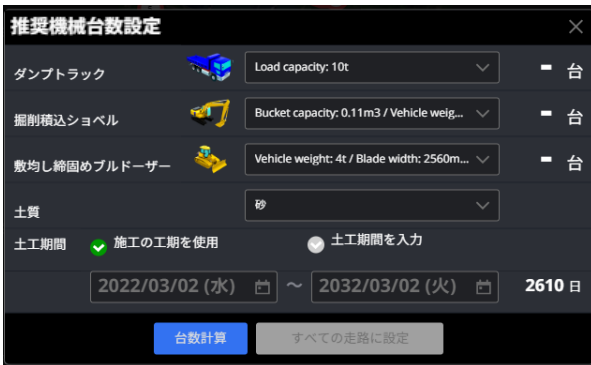 推奨機械台数設定
ダンプトラック Load capacity: 10t - 台
掘削積込ショベル Bucket capacity: 0.11m3 / Vehicle weig... - 台
敷均し締固めブルドーザー Vehicle weight: 4t / Blade width: 2560m... - 台
土質 砂
土工期間 施工の工期を使用 土工期間を入力
2022/03/02 (水) ～ 2032/03/02 (火) 2610 日
台数計算 すべての走路に設定